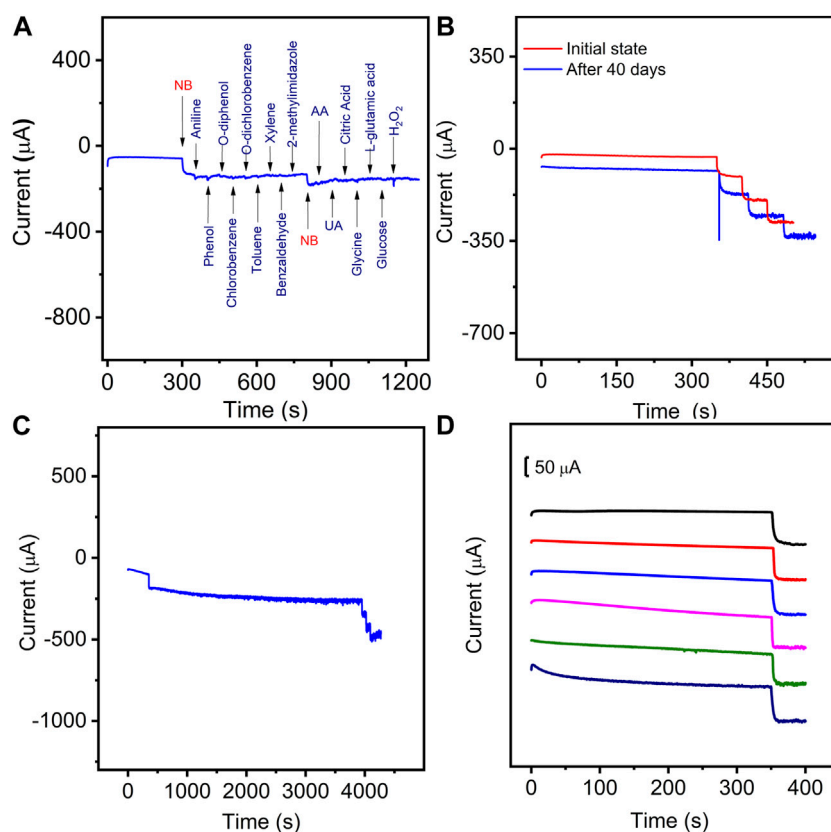 A
400
0
-400
-800
Current (μA)
NB
Aniline
O-diphenol
O-dichlorobenzene
Xylene
2-methylimidazole
AA
Citric Acid
L-glutamic acid
H2O2
Phenol
Chlorobenzene
Toluene
Benzaldehyde
NB
UA
Glycine
Glucose
0 300 600 900 1200
Time (s)
B
Initial state
After 40 days
350
0
-350
-700
Current (μA)
0 150 300 450
Time (s)
C
500
0
-500
-1000
Current (μA)
0 1000 2000 3000 4000
Time (s)
D
50 μA
Current (μA)
0 100 200 300 400
Time (s)